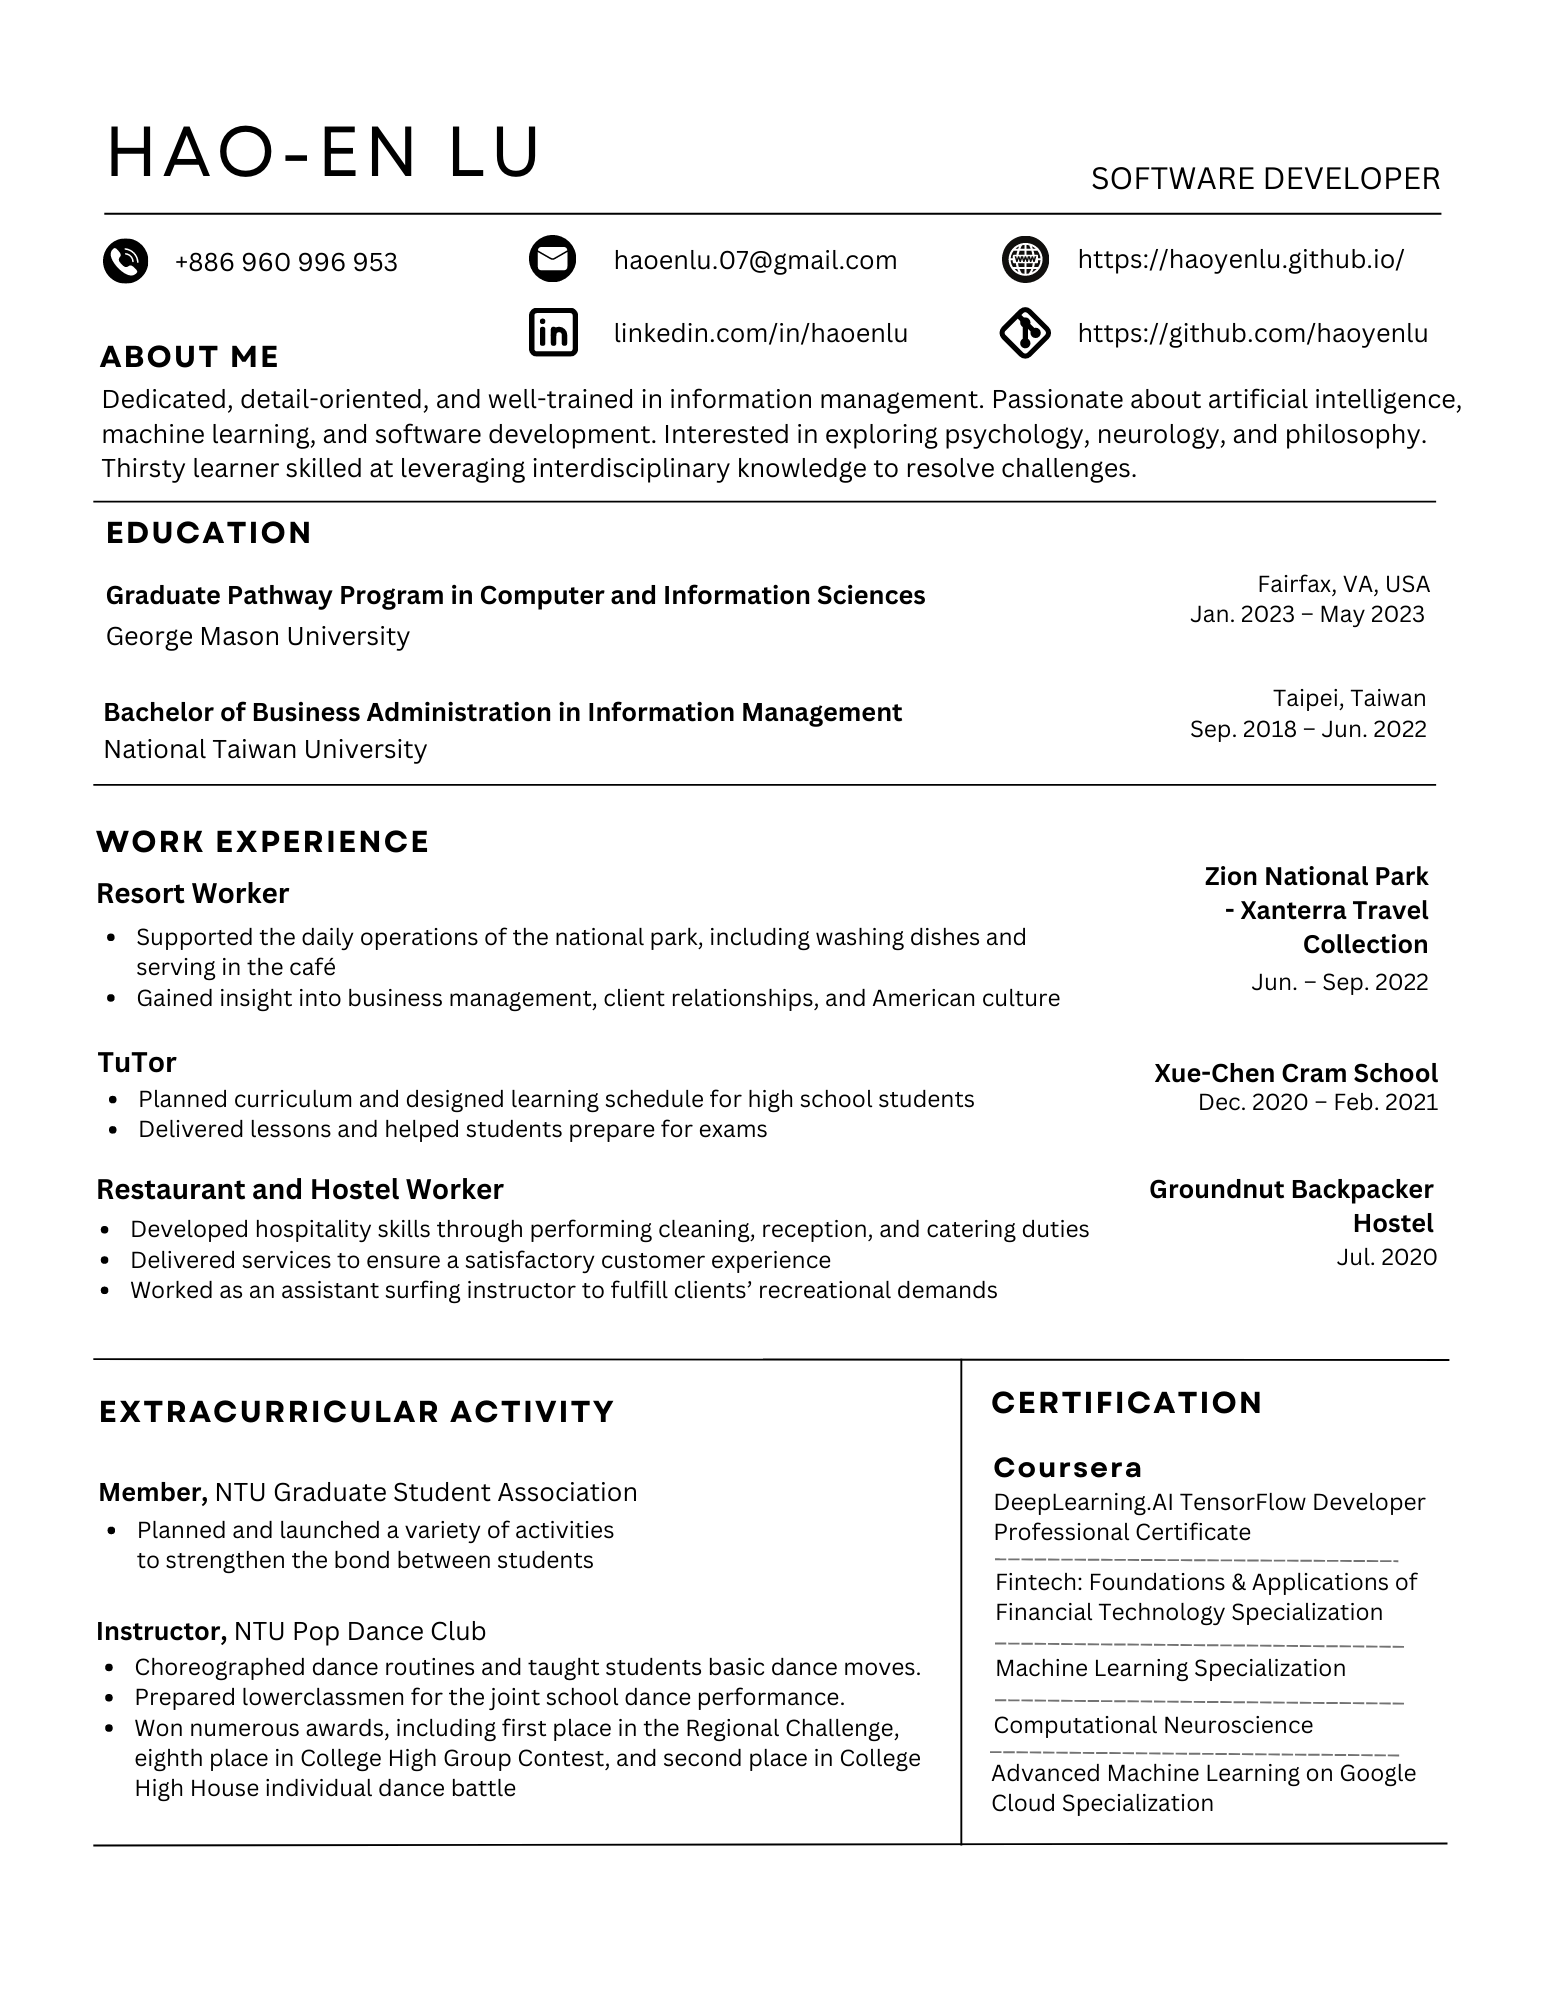 HAO-EN LU
SOFTWARE DEVELOPER
+886 960 996 953
haoenlu.07@gmail.com
https://haoyenlu.github.io/
linkedin.com/in/haoenlu
https://github.com/haoyenlu
ABOUT ME
Dedicated, detail-oriented, and well-trained in information management. Passionate about artificial intelligence,
machine learning, and software development. Interested in exploring psychology, neurology, and philosophy.
Thirsty learner skilled at leveraging interdisciplinary knowledge to resolve challenges.
EDUCATION
Graduate Pathway Program in Computer and Information Sciences
George Mason University
Fairfax, VA, USA
Jan. 2023 – May 2023
Bachelor of Business Administration in Information Management
National Taiwan University
Taipei, Taiwan
Sep. 2018 – Jun. 2022
WORK EXPERIENCE
Resort Worker
• Supported the daily operations of the national park, including washing dishes and
serving in the café
• Gained insight into business management, client relationships, and American culture
Zion National Park
- Xanterra Travel
Collection
Jun. – Sep. 2022
TuTor
• Planned curriculum and designed learning schedule for high school students
• Delivered lessons and helped students prepare for exams
Xue-Chen Cram School
Dec. 2020 – Feb. 2021
Restaurant and Hostel Worker
• Developed hospitality skills through performing cleaning, reception, and catering duties
• Delivered services to ensure a satisfactory customer experience
• Worked as an assistant surfing instructor to fulfill clients’ recreational demands
Groundnut Backpacker
Hostel
Jul. 2020
EXTRACURRICULAR ACTIVITY
Member, NTU Graduate Student Association
• Planned and launched a variety of activities
to strengthen the bond between students
Instructor, NTU Pop Dance Club
• Choreographed dance routines and taught students basic dance moves.
• Prepared lowerclassmen for the joint school dance performance.
• Won numerous awards, including first place in the Regional Challenge,
eighth place in College High Group Contest, and second place in College
High House individual dance battle
CERTIFICATION
Coursera
DeepLearning.AI TensorFlow Developer
Professional Certificate
Fintech: Foundations & Applications of
Financial Technology Specialization
Machine Learning Specialization
Computational Neuroscience
Advanced Machine Learning on Google
Cloud Specialization